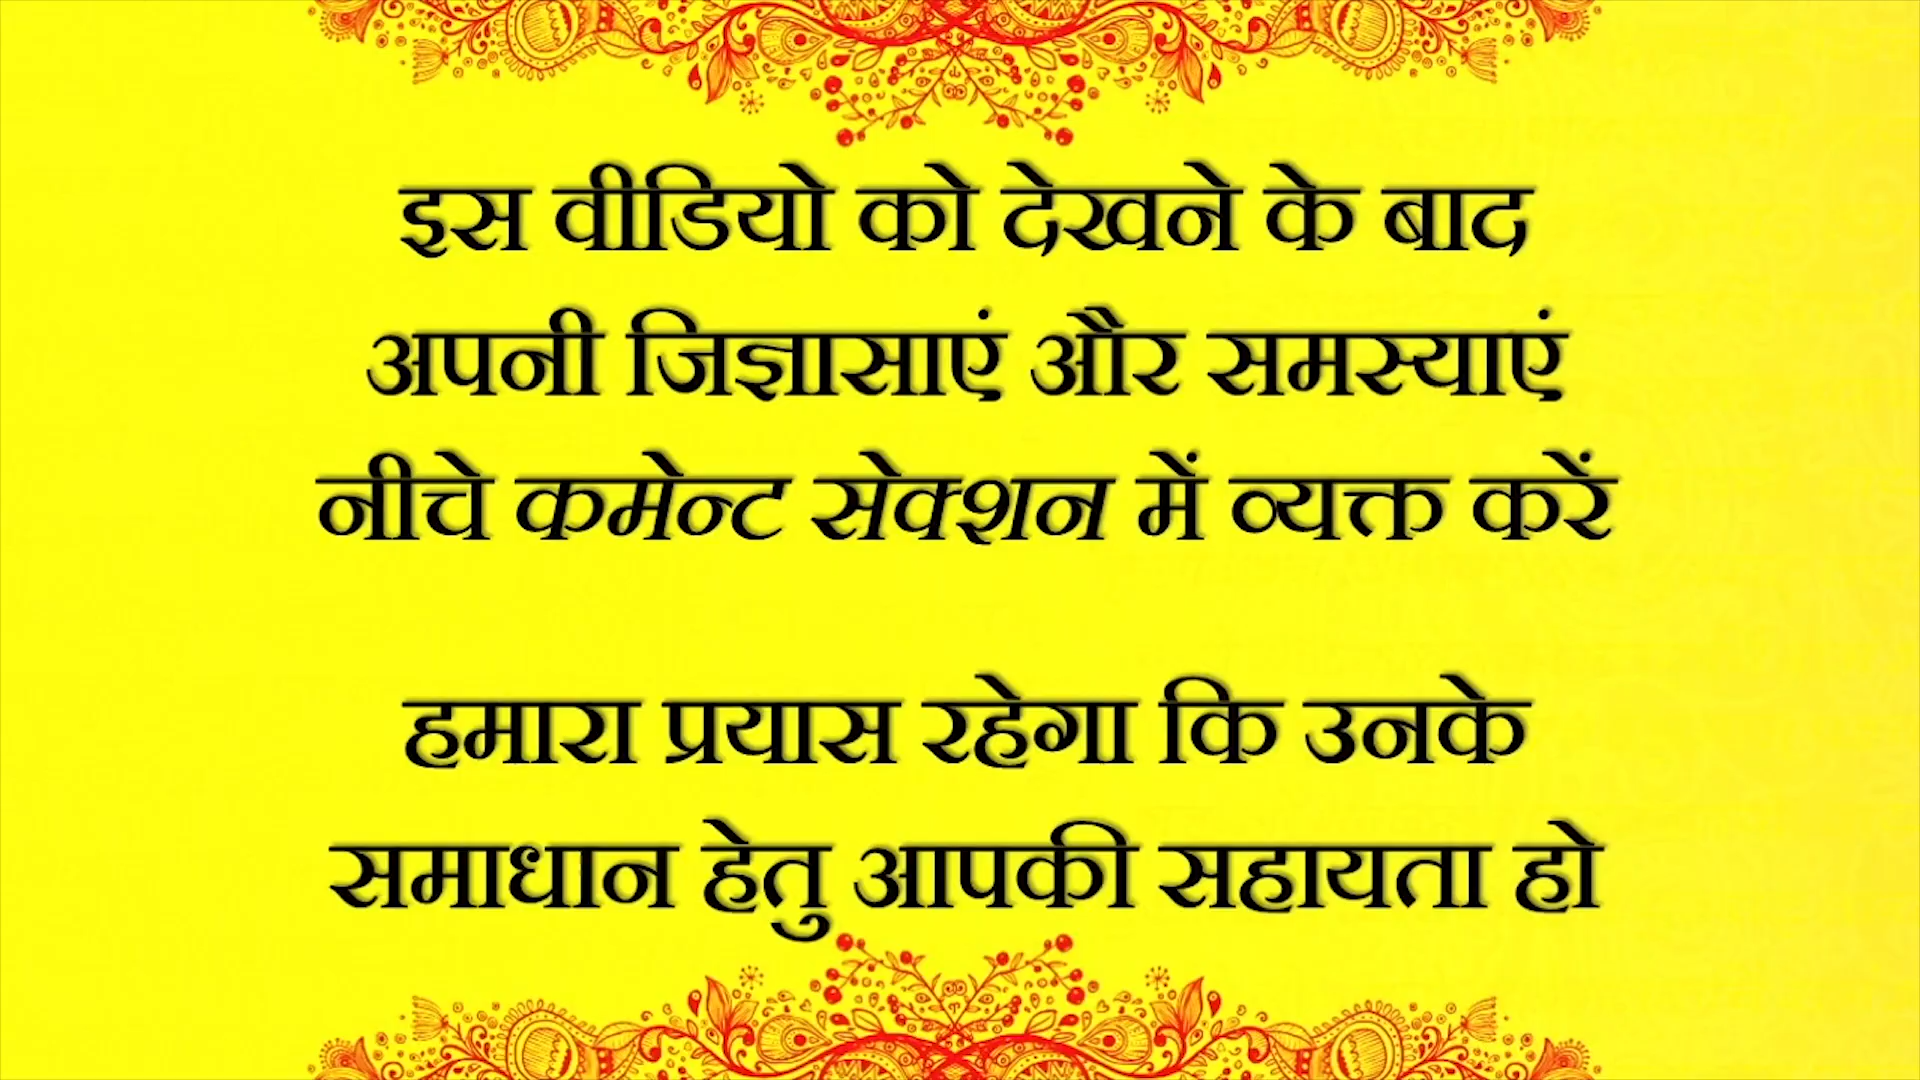 इस वीडियो को देखने के बाद
अपनी जिज्ञासाएं और समस्याएं
नीचे कमेन्ट सेक्शन में व्यक्त करें
हमारा प्रयास रहेगा कि उनके
समाधान हेतु आपकी सहायता हो